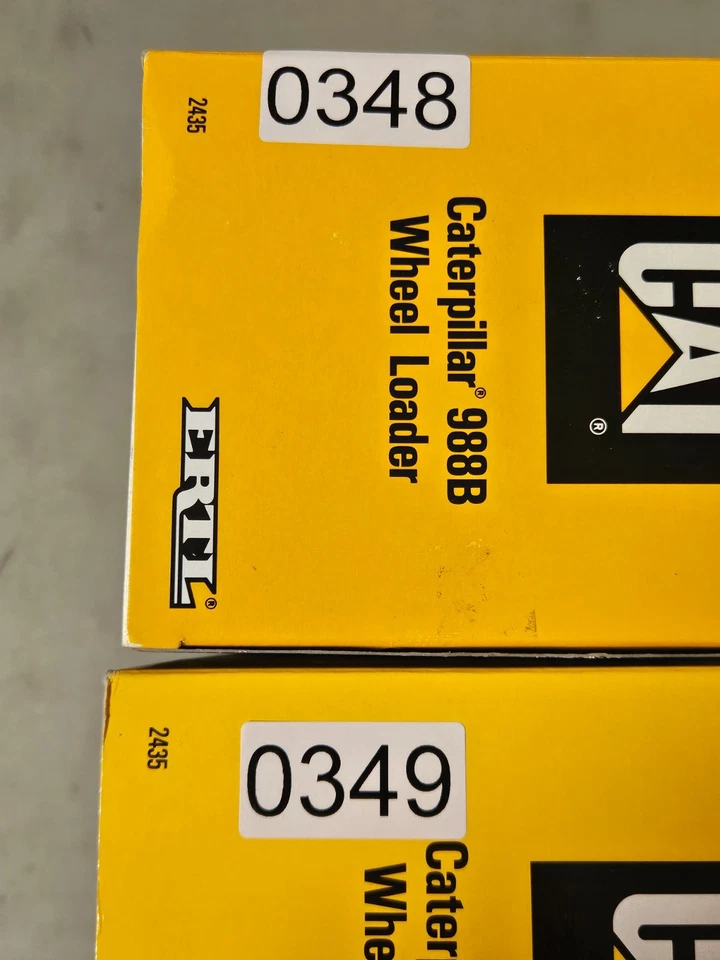 0348
2435
Caterpillar® 988B
Wheel Loader
CAT
®
ERTL®
0349
2435
Cater
Whe
C